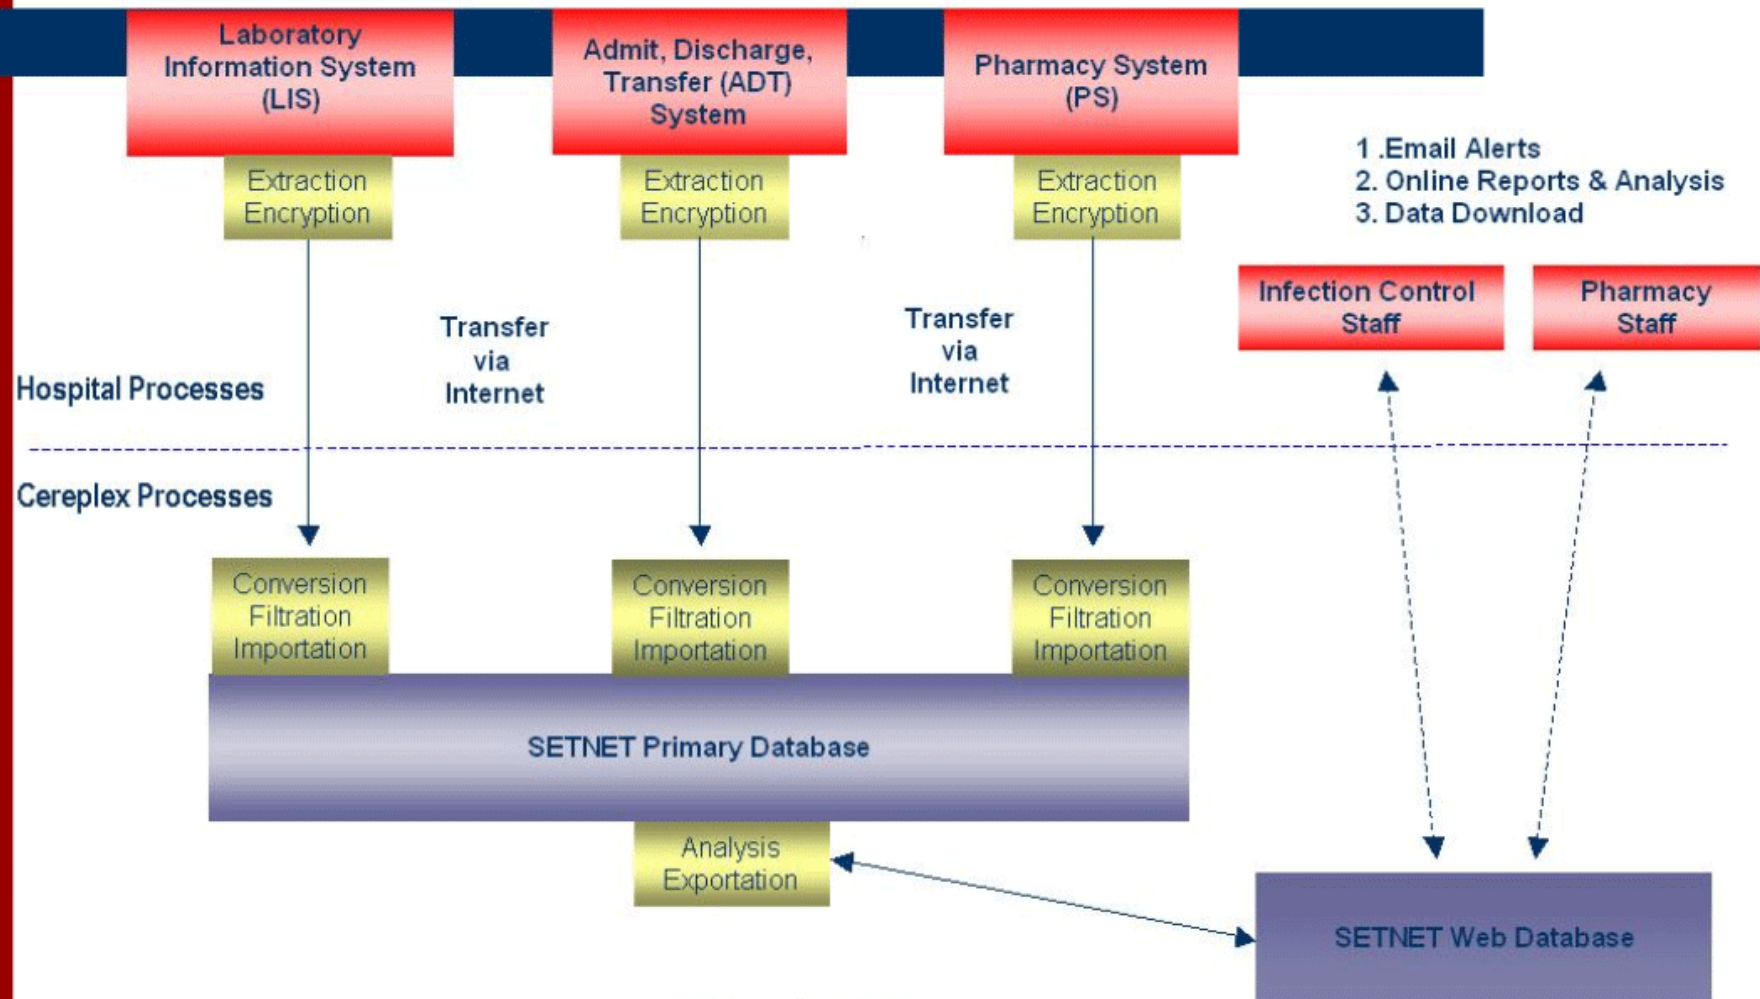 Laboratory
Information System
(LIS)
Admit, Discharge,
Transfer (ADT)
System
Pharmacy System
(PS)
Extraction
Encryption
Extraction
Encryption
Extraction
Encryption
1 .Email Alerts
2. Online Reports & Analysis
3. Data Download
Infection Control
Staff
Pharmacy
Staff
Transfer
via
Internet
Transfer
via
Internet
Hospital Processes
Cereplex Processes
Conversion
Filtration
Importation
Conversion
Filtration
Importation
Conversion
Filtration
Importation
SETNET Primary Database
Analysis
Exportation
SETNET Web Database